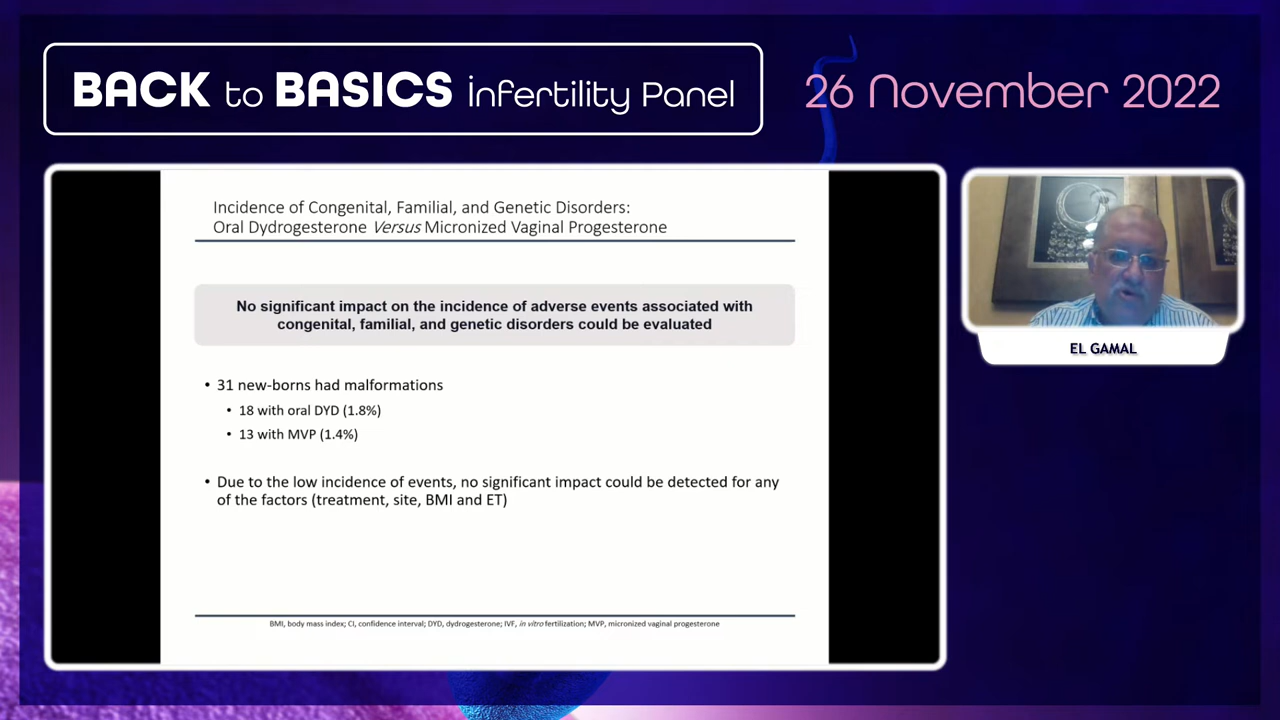 BACK to BASICS infertility Panel
26 November 2022
Incidence of Congenital, Familial, and Genetic Disorders:
Oral Dydrogesterone Versus Micronized Vaginal Progesterone
No significant impact on the incidence of adverse events associated with
congenital, familial, and genetic disorders could be evaluated
• 31 new-borns had malformations
• 18 with oral DYD (1.8%)
• 13 with MVP (1.4%)
• Due to the low incidence of events, no significant impact could be detected for any
of the factors (treatment, site, BMI and ET)
BMI, body mass index; CI, confidence interval; DYD, dydrogesterone; IVF, in vitro fertilization; MVP, micronized vaginal progesterone
EL GAMAL